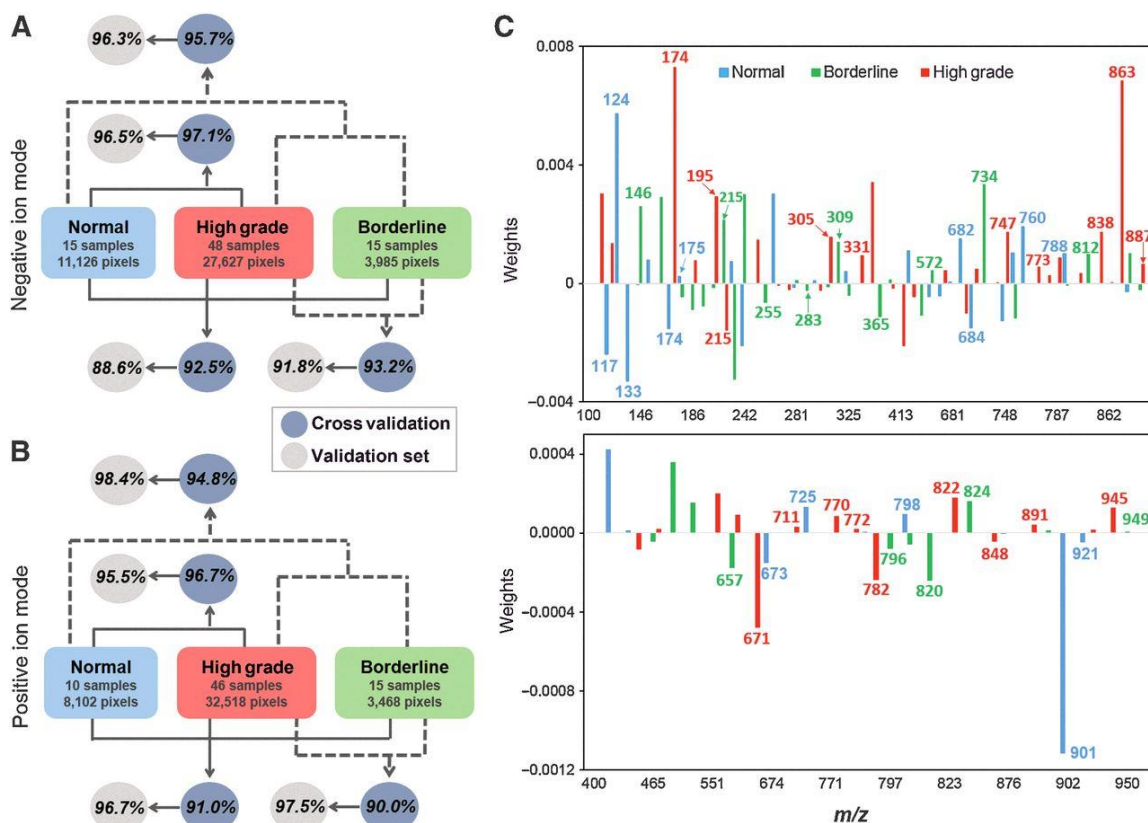 A
96.3%
95.7%
96.5%
97.1%
Negative ion mode
Normal
15 samples
11,126 pixels
High grade
48 samples
27,627 pixels
Borderline
15 samples
3,985 pixels
88.6%
92.5%
91.8%
93.2%
Cross validation
Validation set
B
98.4%
94.8%
95.5%
96.7%
Positive ion mode
Normal
10 samples
8,102 pixels
High grade
46 samples
32,518 pixels
Borderline
15 samples
3,468 pixels
96.7%
91.0%
97.5%
90.0%
C
Weights
0.008
0.004
0
−0.004
Normal
Borderline
High grade
124
174
863
146
195
215
734
305
309
331
175
572
682
747
760
773
788
812
838
887
117
133
174
215
255
283
365
684
100 146 186 242 281 325 413 681 748 787 862
Weights
0.0004
0.0000
−0.0004
−0.0008
−0.0012
711
725
770
772
798
822
824
891
945
949
657
671
673
782
796
820
848
921
901
400 465 551 674 771 797 823 876 902 950
m/z